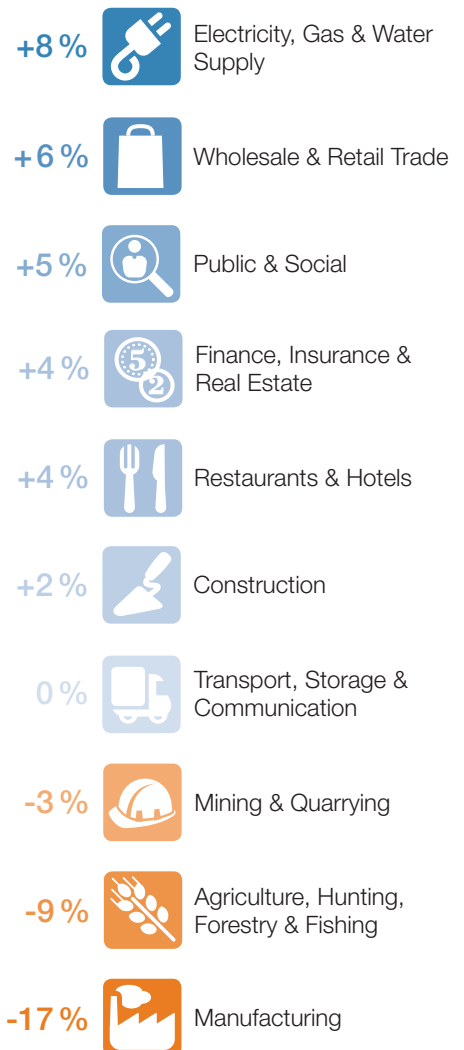 +8 %
Electricity, Gas & Water
Supply
+6 %
Wholesale & Retail Trade
+5 %
Public & Social
+4 %
5
2
Finance, Insurance &
Real Estate
+4 %
Restaurants & Hotels
+2 %
Construction
0 %
Transport, Storage &
Communication
-3 %
Mining & Quarrying
-9 %
Agriculture, Hunting,
Forestry & Fishing
-17 %
Manufacturing